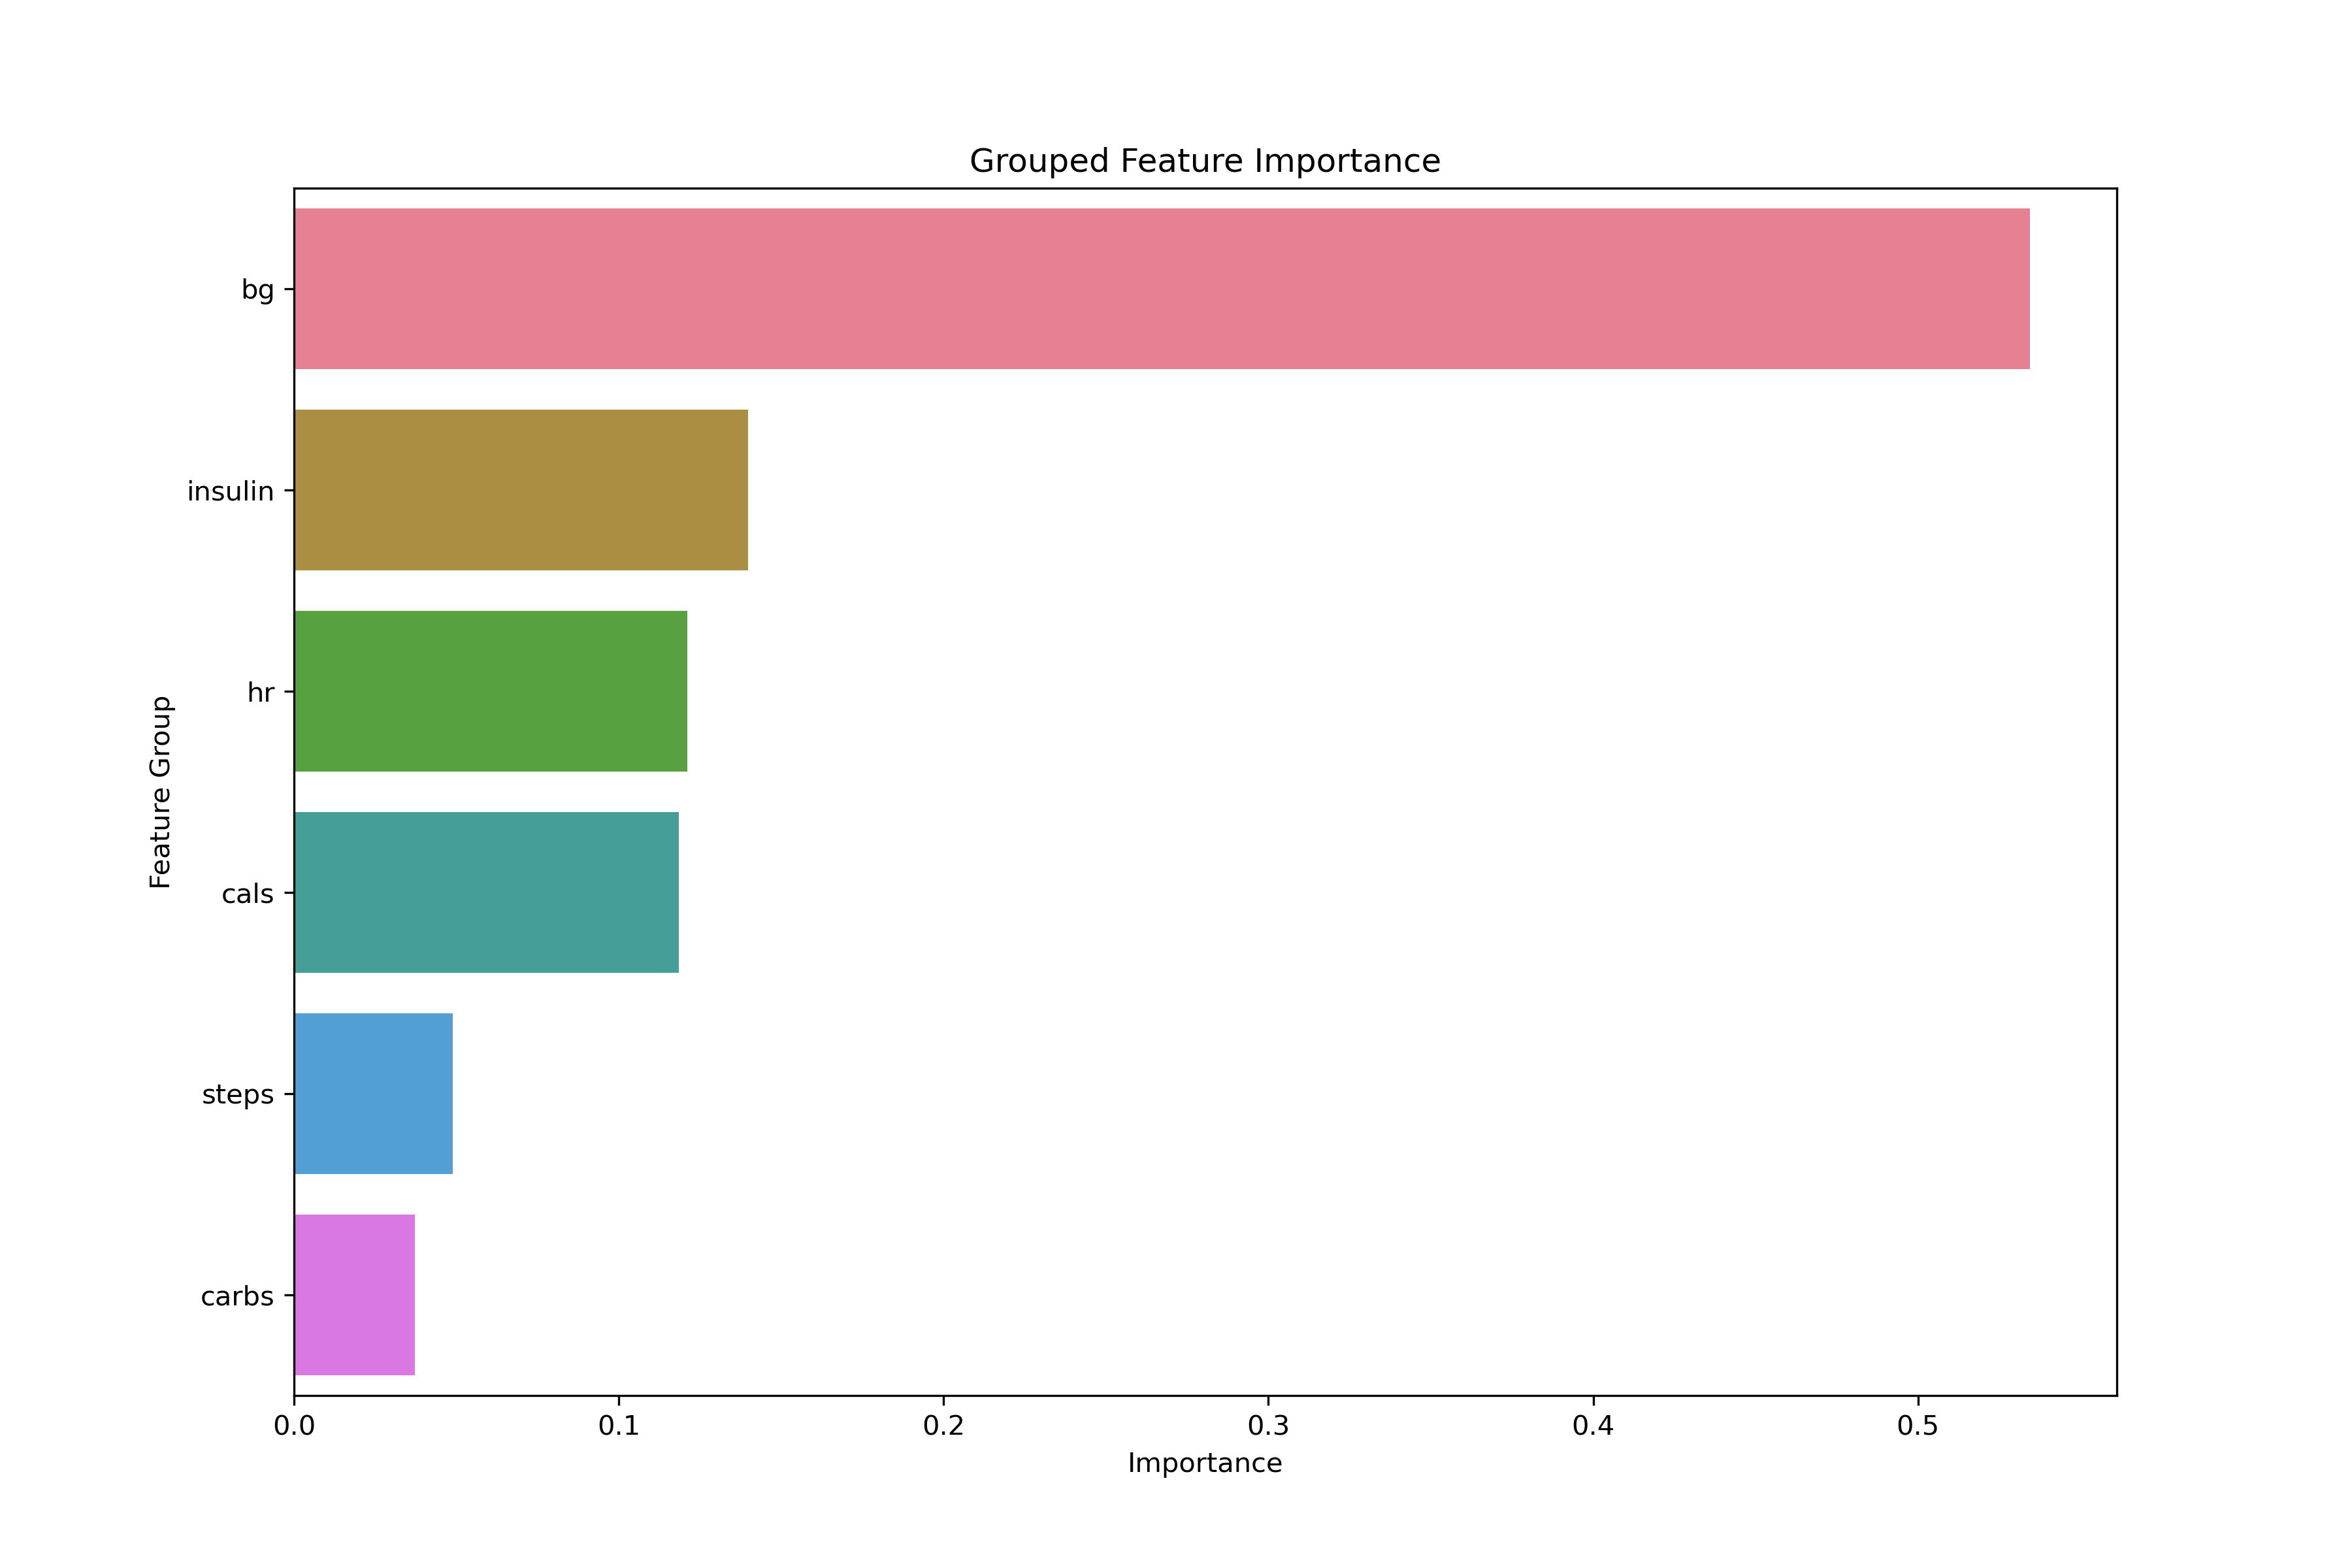 Grouped Feature Importance
bg
insulin
hr
cals
steps
carbs
Feature Group
0.0 0.1 0.2 0.3 0.4 0.5
Importance